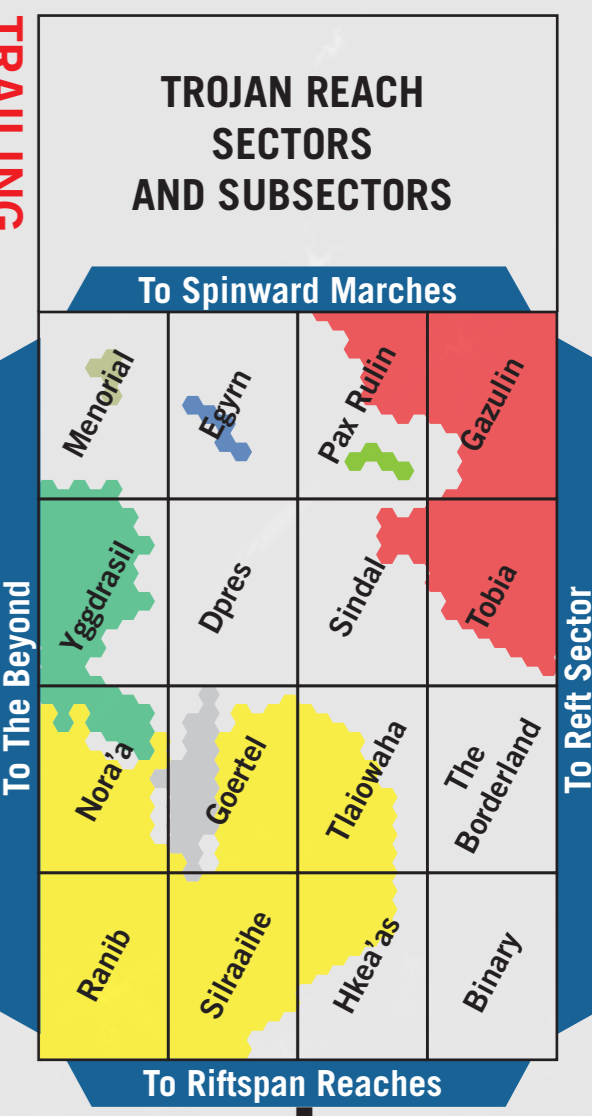 TRAILING
TROJAN REACH
SECTORS
AND SUBSECTORS
To Spinward Marches
Menorial
Egyrn
Pax Rulin
Gazulin
To The Beyond
Yggdrasil
Dpres
Sindal
Tobia
To Reft Sector
Nora'a
Goertel
Tlaiowaha
The
Borderland
Ranib
Silraaihe
Hkea'as
Binary
To Riftspan Reaches